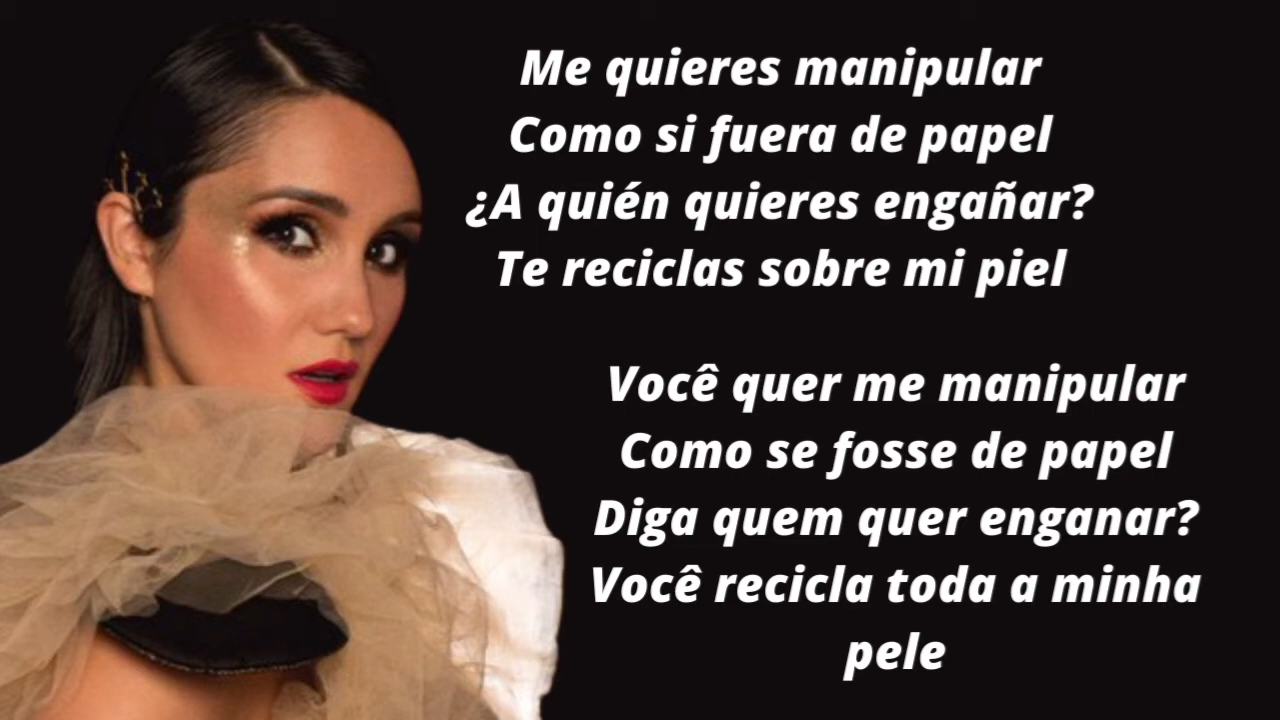 Me quieres manipular
Como si fuera de papel
¿A quién quieres engañar?
Te reciclas sobre mi piel
Você quer me manipular
Como se fosse de papel
Diga quem quer enganar?
Você recicla toda a minha
pele